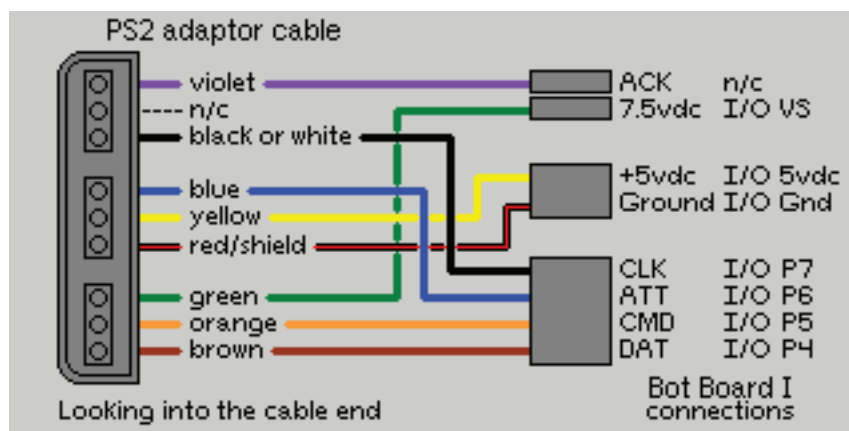 PS2 adaptor cable
violet ACK n/c
n/c 7.5vdc I/O VS
black or white
blue +5vdc I/O 5vdc
yellow Ground I/O Gnd
red/shield
CLK I/O P7
green ATT I/O P6
orange CMD I/O P5
brown DAT I/O P4
Looking into the cable end
Bot Board I
connections